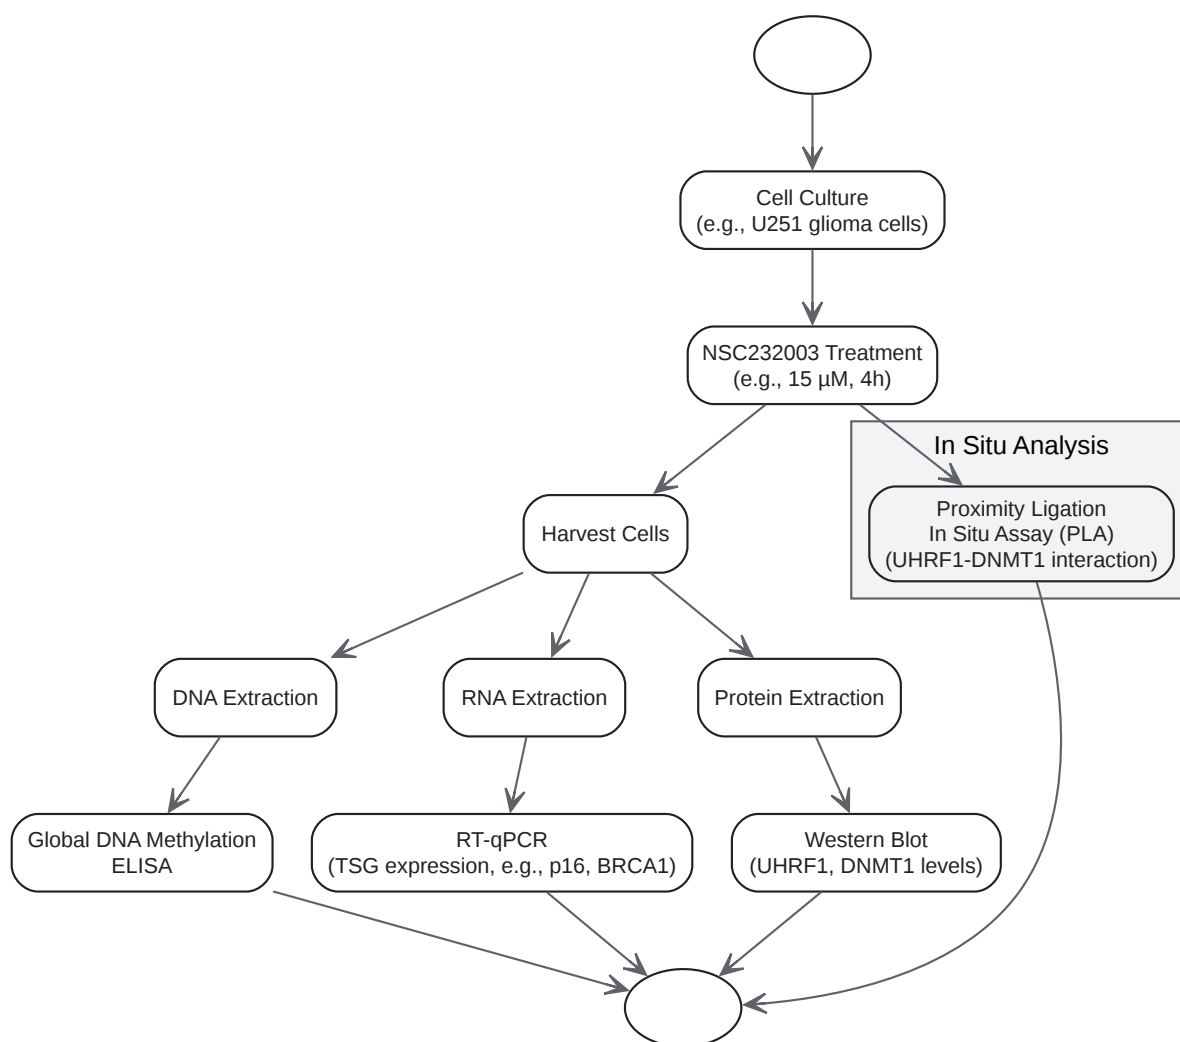 Cell Culture
(e.g., U251 glioma cells)
NSC232003 Treatment
(e.g., 15 µM, 4h)
In Situ Analysis
Proximity Ligation
In Situ Assay (PLA)
(UHRF1-DNMT1 interaction)
Harvest Cells
DNA Extraction
RNA Extraction
Protein Extraction
Global DNA Methylation
ELISA
RT-qPCR
(TSG expression, e.g., p16, BRCA1)
Western Blot
(UHRF1, DNMT1 levels)